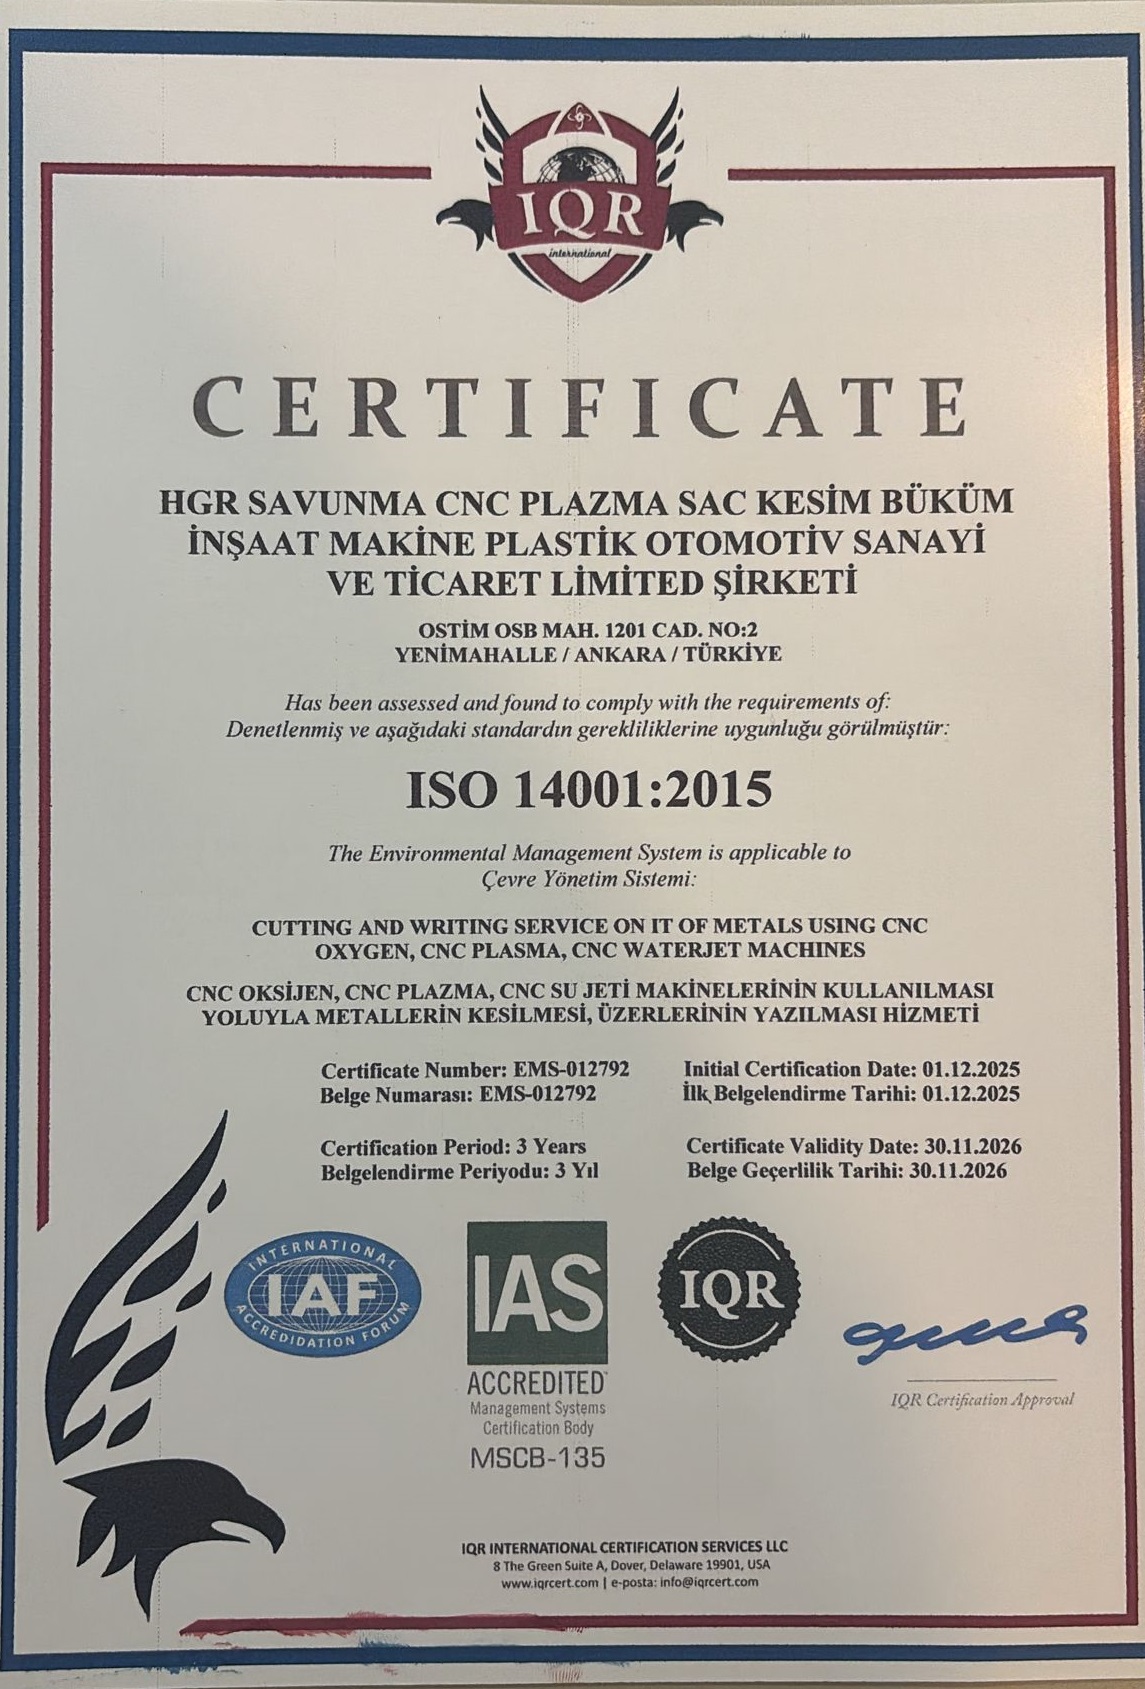 IQR
international
CERTIFICATE
HGR SAVUNMA CNC PLAZMA SAC KESİM BÜKÜM
İNŞAAT MAKİNE PLASTİK OTOMOTİV SANAYİ
VE TİCARET LİMİTED ŞİRKETİ
OSTİM OSB MAH. 1201 CAD. NO:2
YENİMAHALLE / ANKARA / TÜRKİYE
Has been assessed and found to comply with the requirements of:
Denetlenmiş ve aşağıdaki standardın gerekliliklerine uygunluğu görülmüştür:
ISO 14001:2015
The Environmental Management System is applicable to
Çevre Yönetim Sistemi:
CUTTING AND WRITING SERVICE ON IT OF METALS USING CNC
OXYGEN, CNC PLASMA, CNC WATERJET MACHINES
CNC OKSİJEN, CNC PLAZMA, CNC SU JETİ MAKİNELERİNİN KULLANILMASI
YOLUYLA METALLERİN KESİLMESİ, ÜZERLERİNİN YAZILMASI HİZMETİ
Certificate Number: EMS-012792
Belge Numarası: EMS-012792
Initial Certification Date: 01.12.2025
İlk Belgelendirme Tarihi: 01.12.2025
Certification Period: 3 Years
Belgelendirme Periyodu: 3 Yıl
Certificate Validity Date: 30.11.2026
Belge Geçerlilik Tarihi: 30.11.2026
INTERNATIONAL
IAF
ACCREDIDATION FORUM
IAS
ACCREDITED
Management Systems
Certification Body
MSCB-135
IQR
IQR Certification Approval
IQR INTERNATIONAL CERTIFICATION SERVICES LLC
8 The Green Suite A, Dover, Delaware 19901, USA
www.iqrcert.com | e-posta: info@iqrcert.com